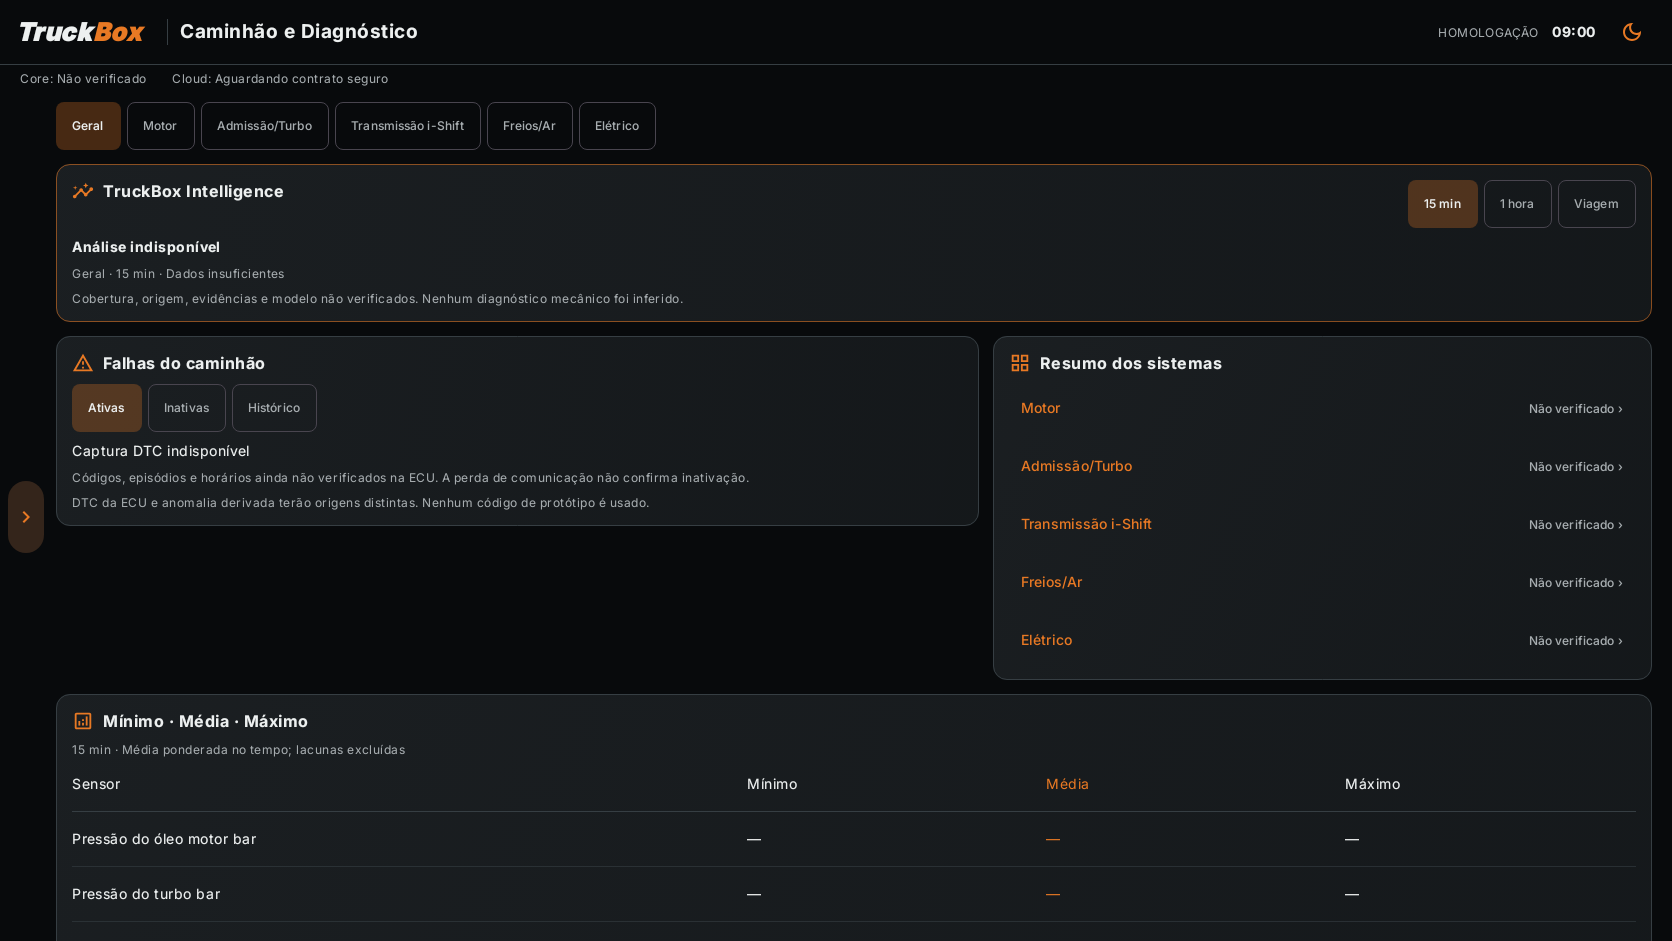 TruckBox
Caminhão e Diagnóstico
HOMOLOGAÇÃO 09:00
Core: Não verificado Cloud: Aguardando contrato seguro
Geral Motor Admissão/Turbo Transmissão i-Shift Freios/Ar Elétrico
TruckBox Intelligence
15 min 1 hora Viagem
Análise indisponível
Geral · 15 min · Dados insuficientes
Cobertura, origem, evidências e modelo não verificados. Nenhum diagnóstico mecânico foi inferido.
Falhas do caminhão
Ativas Inativas Histórico
Captura DTC indisponível
Códigos, episódios e horários ainda não verificados na ECU. A perda de comunicação não confirma inativação.
DTC da ECU e anomalia derivada terão origens distintas. Nenhum código de protótipo é usado.
Resumo dos sistemas
Motor Não verificado ›
Admissão/Turbo Não verificado ›
Transmissão i-Shift Não verificado ›
Freios/Ar Não verificado ›
Elétrico Não verificado ›
Mínimo · Média · Máximo
15 min · Média ponderada no tempo; lacunas excluídas
Sensor Mínimo Média Máximo
Pressão do óleo motor bar — — —
Pressão do turbo bar — — —